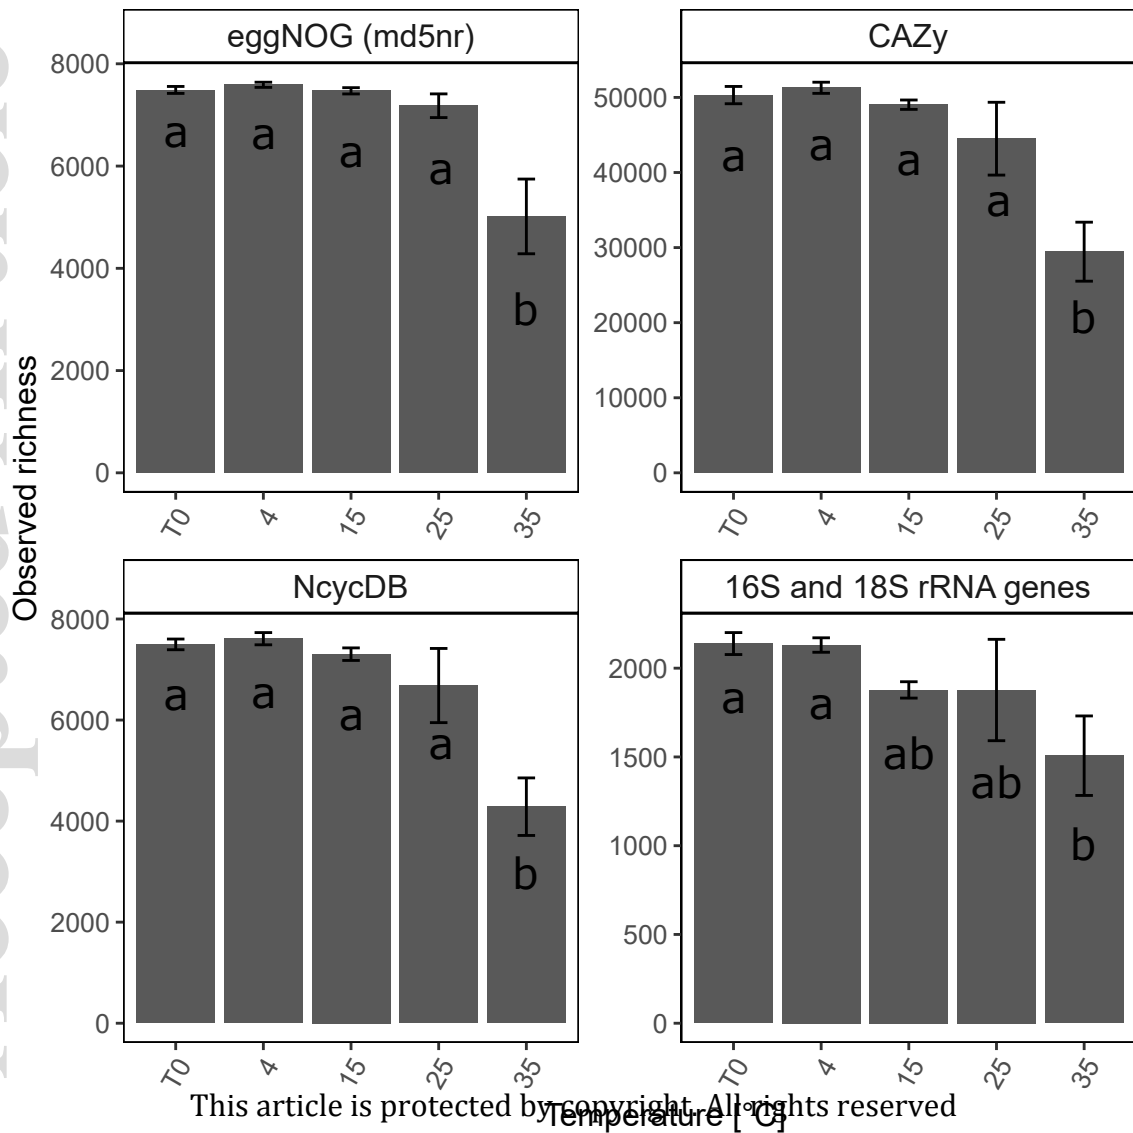 eggNOG (md5nr)
8000
6000
4000
2000
0
a
a
a
a
b
T0
4
15
25
35
CAZy
50000
40000
30000
20000
10000
0
a
a
a
a
b
T0
4
15
25
35
Observed richness
NcycDB
8000
6000
4000
2000
0
a
a
a
a
b
T0
4
15
25
35
16S and 18S rRNA genes
2000
1500
1000
500
0
a
a
ab
ab
b
T0
4
15
25
35
This article is protected by copyright. All rights reserved
Temperature [°C]